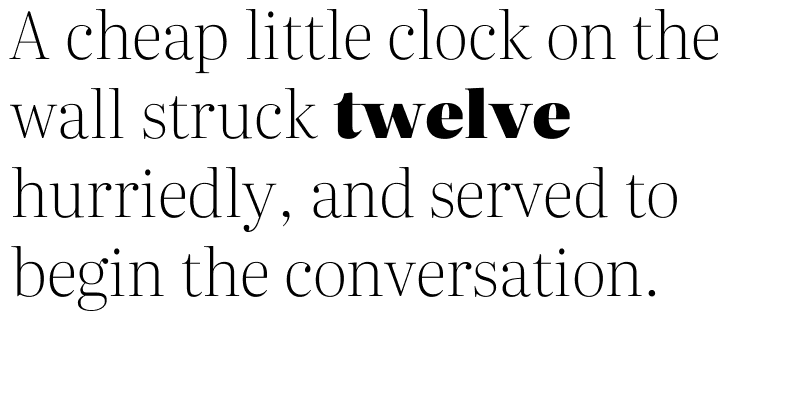 A cheap little clock on the
wall struck twelve
hurriedly, and served to
begin the conversation.